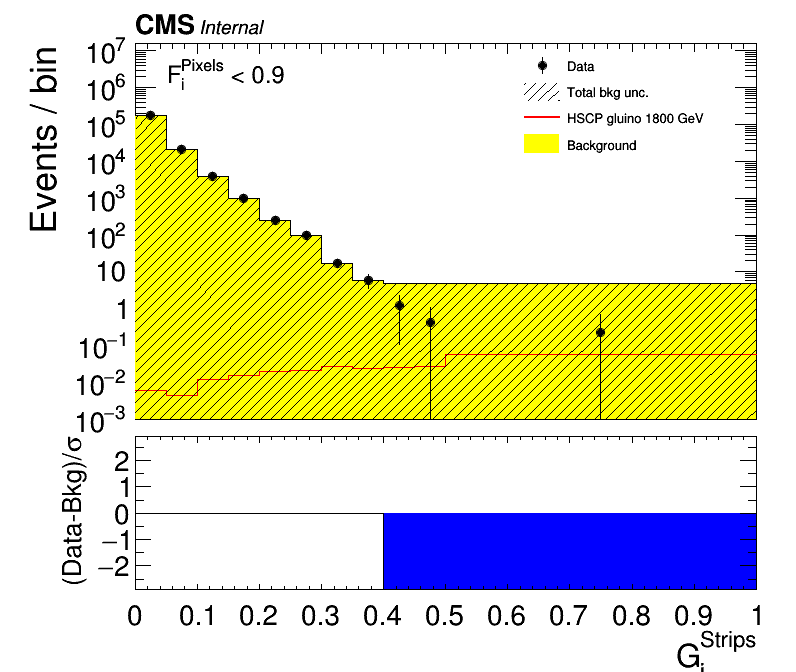 CMS Internal
Events / bin
10^7
10^6
10^5
10^4
10^3
10^2
10
1
10^−1
10^−2
10^−3
F_i^Pixels < 0.9
Data
Total bkg unc.
HSCP gluino 1800 GeV
Background
(Data-Bkg)/σ
2
1
0
−1
−2
0 0.1 0.2 0.3 0.4 0.5 0.6 0.7 0.8 0.9 1
G_i^Strips